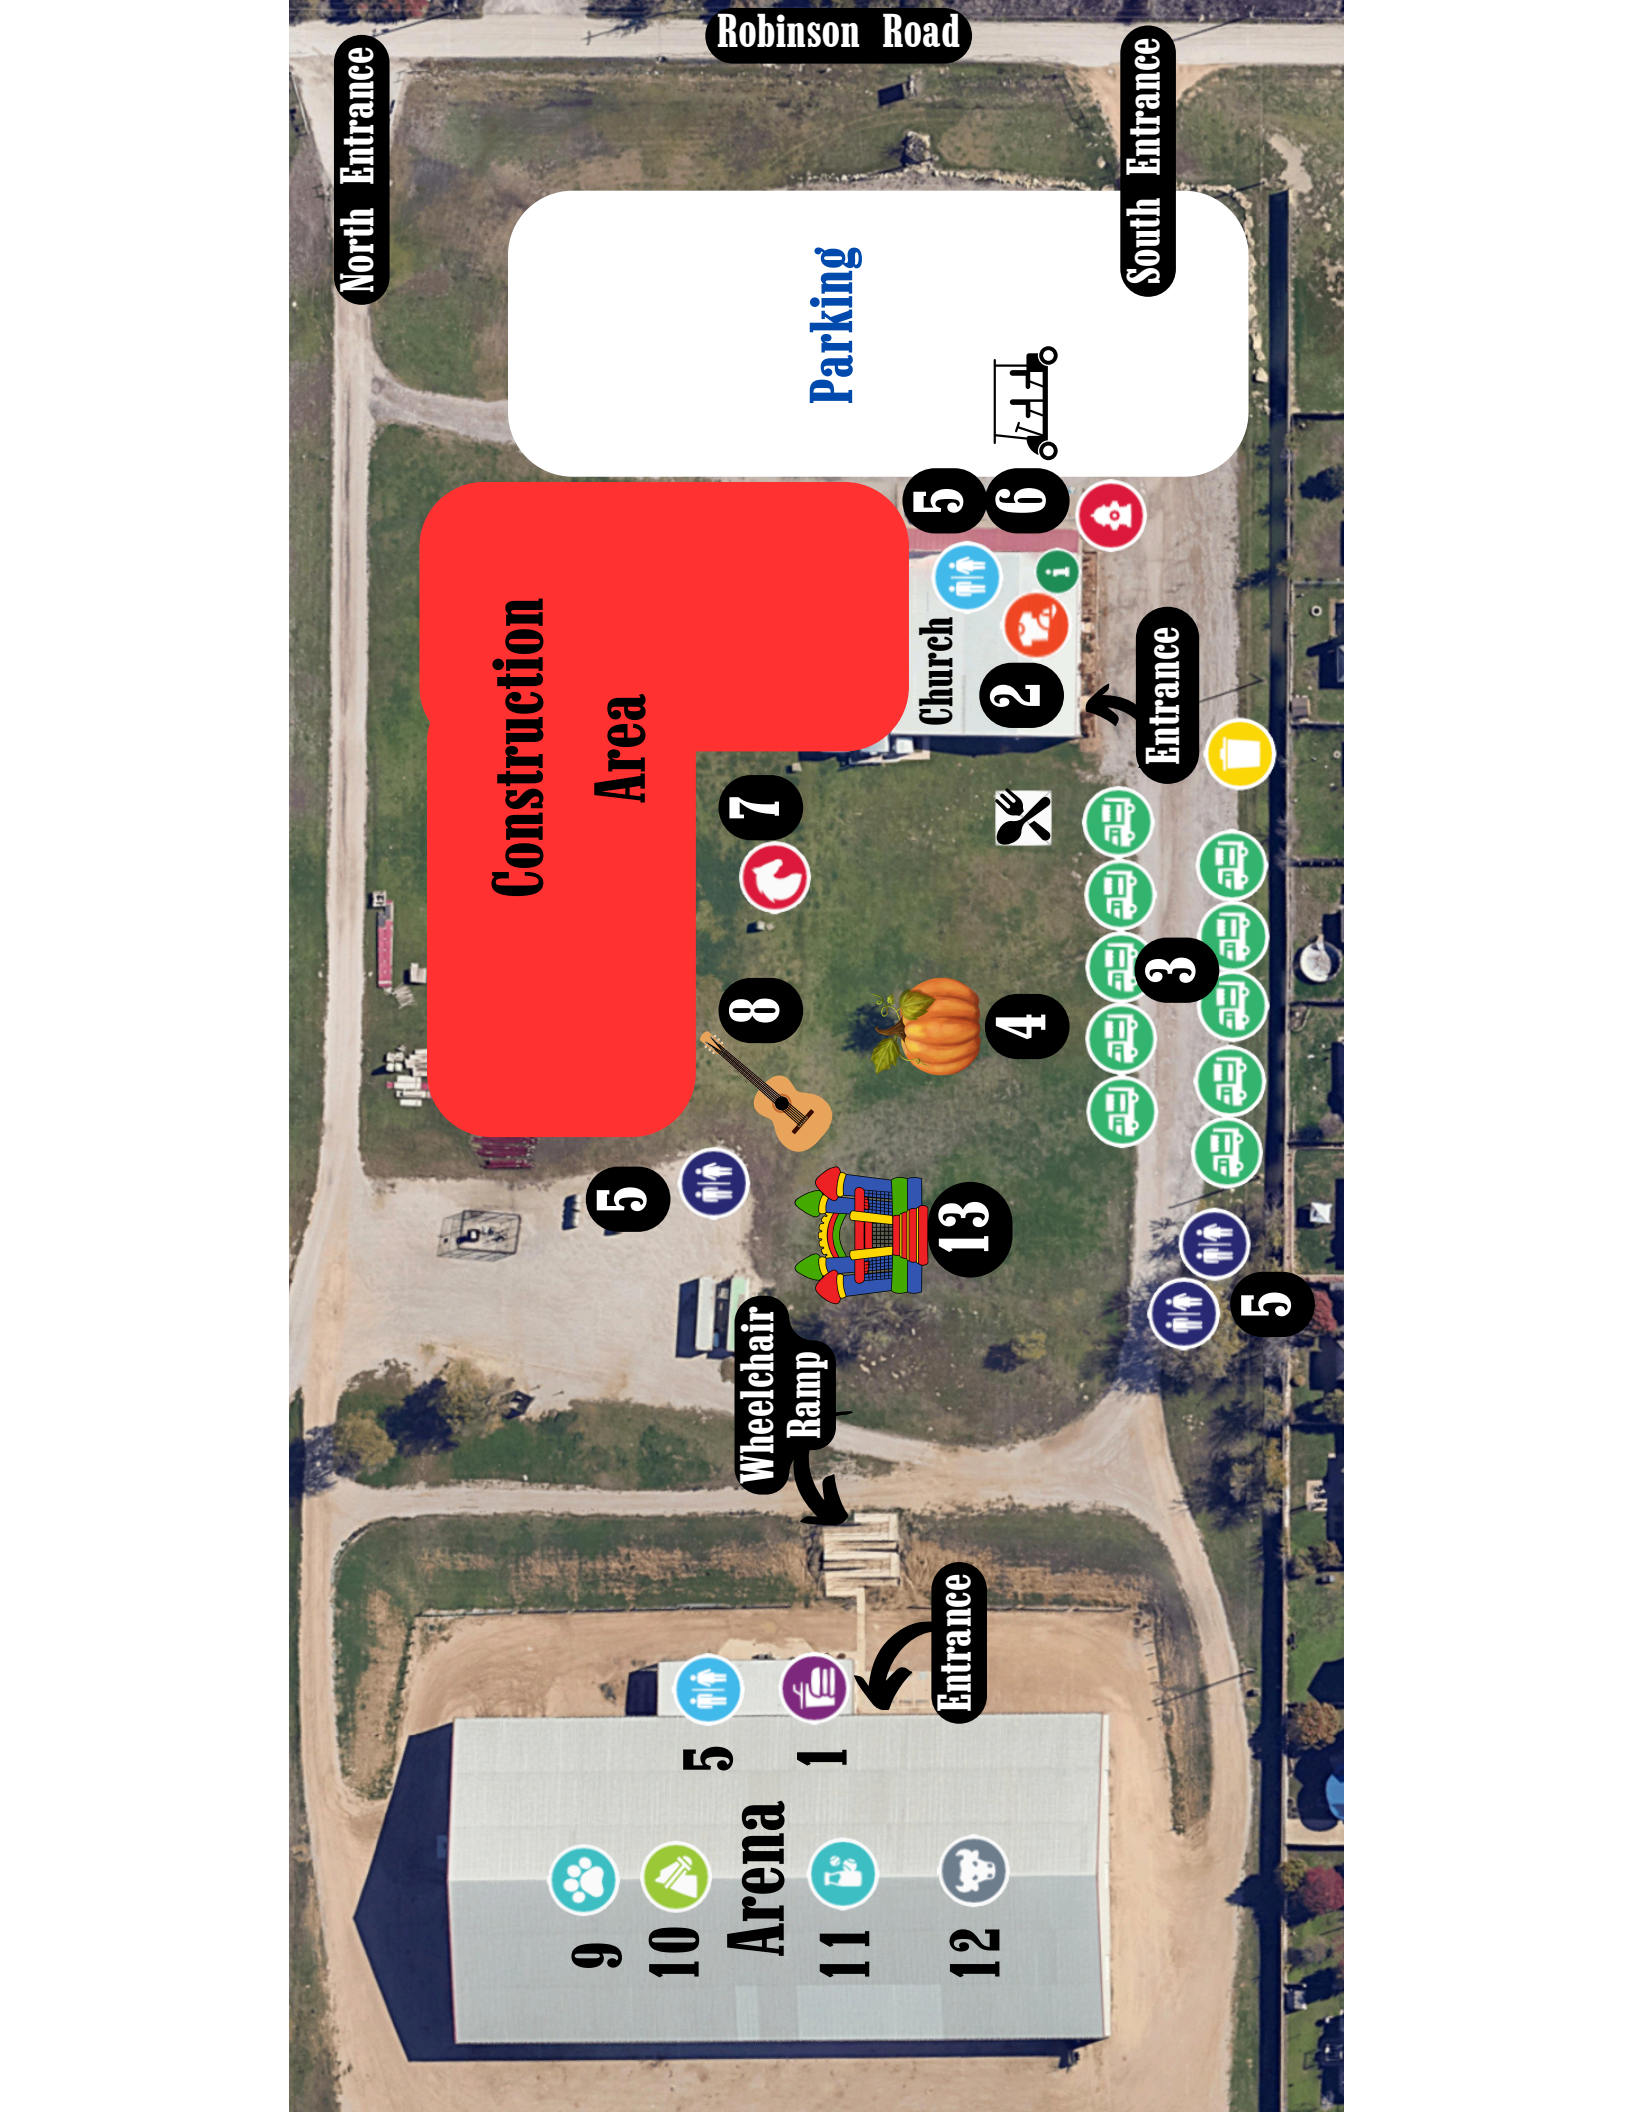 Robinson Road
North Entrance
South Entrance
Parking
5
6
Construction
Area
Church
2
Entrance
7
8
4
3
5
13
5
Wheelchair
Ramp
Entrance
5
1
Arena
9
10
11
12